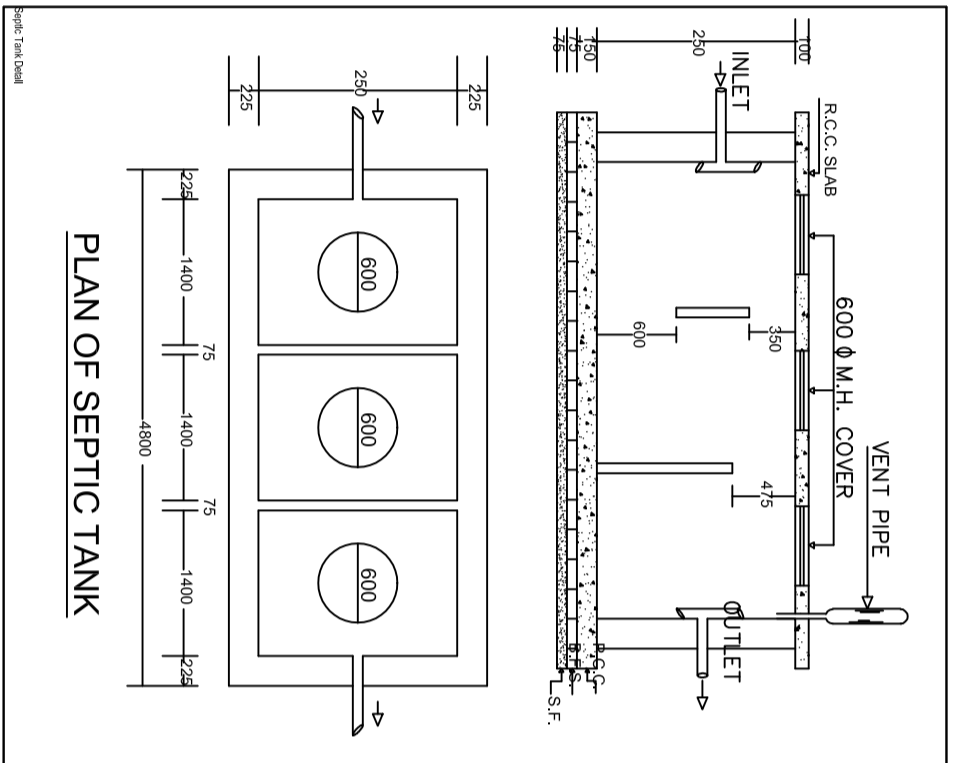 VENT PIPE
600 ϕ M.H. COVER
R.C.C. SLAB
100
INLET
350
475
250
OUTLET
600
150
75
75
P.C.C.
S.F.
225
250
600 600 600
225
75 75
225 1400 1400 1400 225
4800
PLAN OF SEPTIC TANK
Septic Tank Detail